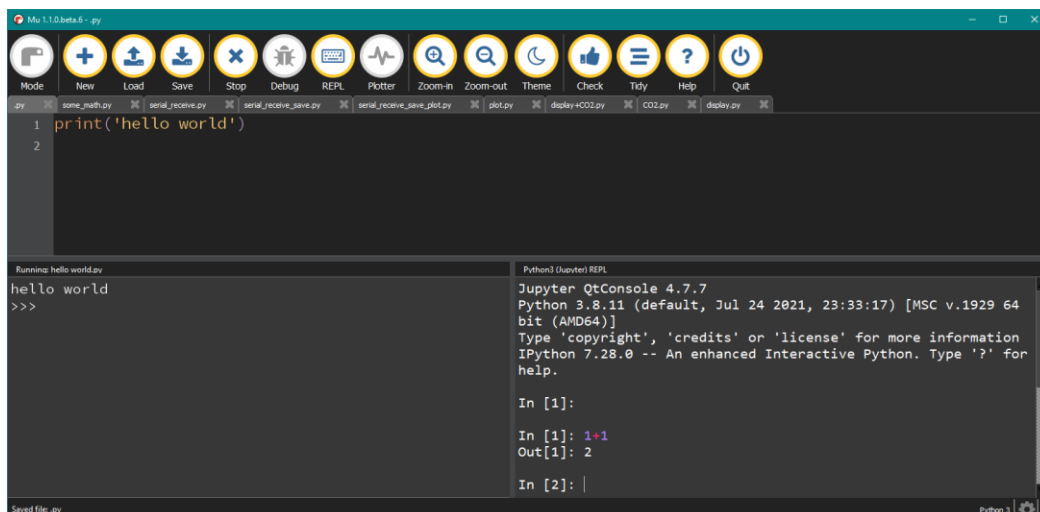 Mu 1.1.0.beta.6 - .py
Mode New Load Save Stop Debug REPL Plotter Zoom-in Zoom-out Theme Check Tidy Help Quit
.py some_math.py serial_receive.py serial_receive_save.py serial_receive_save_plot.py plot.py display+CO2.py CO2.py display.py
1 print('hello world')
2
Running: hello world.py
hello world
>>>
Python3 (Jupyter) REPL
Jupyter QtConsole 4.7.7
Python 3.8.11 (default, Jul 24 2021, 23:33:17) [MSC v.1929 64
bit (AMD64)]
Type 'copyright', 'credits' or 'license' for more information
IPython 7.28.0 -- An enhanced Interactive Python. Type '?' for
help.
In [1]:
In [1]: 1+1
Out[1]: 2
In [2]:
Saved file: .py
Python 3